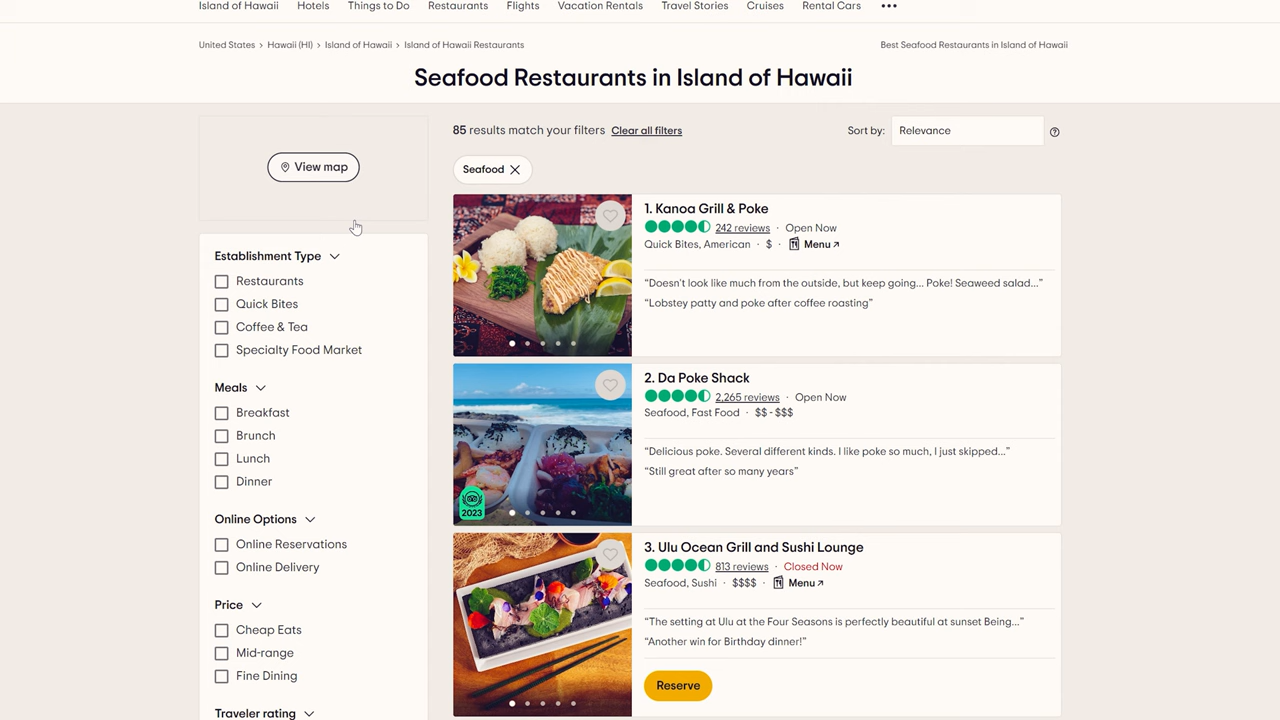 Island of Hawaii Hotels Things to Do Restaurants Flights Vacation Rentals Travel Stories Cruises Rental Cars •••
United States › Hawaii (HI) › Island of Hawaii › Island of Hawaii Restaurants
Best Seafood Restaurants in Island of Hawaii
Seafood Restaurants in Island of Hawaii
View map
85 results match your filters Clear all filters
Sort by: Relevance
Seafood
Establishment Type
Restaurants
Quick Bites
Coffee & Tea
Specialty Food Market
Meals
Breakfast
Brunch
Lunch
Dinner
Online Options
Online Reservations
Online Delivery
Price
Cheap Eats
Mid-range
Fine Dining
Traveler rating
1. Kanoa Grill & Poke
242 reviews · Open Now
Quick Bites, American · $ · Menu
“Doesn't look like much from the outside, but keep going... Poke! Seaweed salad...”
“Lobstey patty and poke after coffee roasting”
2. Da Poke Shack
2,265 reviews · Open Now
Seafood, Fast Food · $$ - $$$
“Delicious poke. Several different kinds. I like poke so much, I just skipped...”
“Still great after so many years”
2023
3. Ulu Ocean Grill and Sushi Lounge
813 reviews · Closed Now
Seafood, Sushi · $$$$ · Menu
“The setting at Ulu at the Four Seasons is perfectly beautiful at sunset Being...”
“Another win for Birthday dinner!”
Reserve